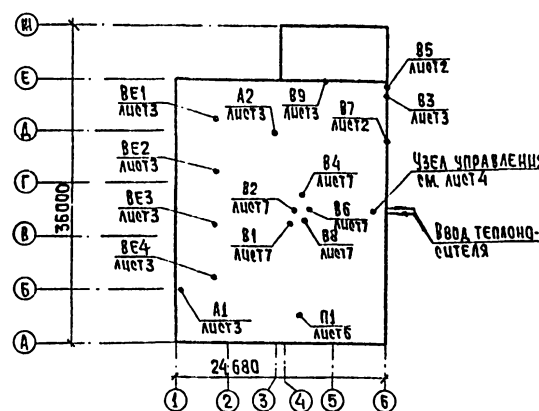 Ж
Е
Д
Г
В
Б
А
36000
24 680
1
2
3
4
5
6
ВЕ1
лист3
ВЕ2
лист3
ВЕ3
лист3
ВЕ4
лист3
А1
лист3
А2
лист3
В9
лист3
В5
лист2
В3
лист3
В7
лист2
В4
лист7
В2
лист7
В6
лист7
В1
лист7
В8
лист7
П1
лист6
Узел управления
см. лист4
Ввод теплоно-
сителя